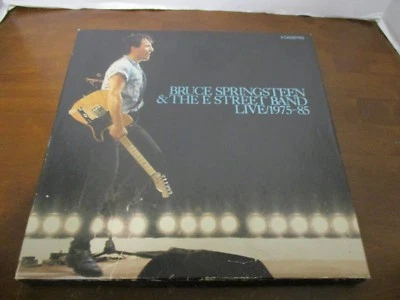 BRUCE SPRINGSTEEN
& THE E STREET BAND
LIVE/1975-85